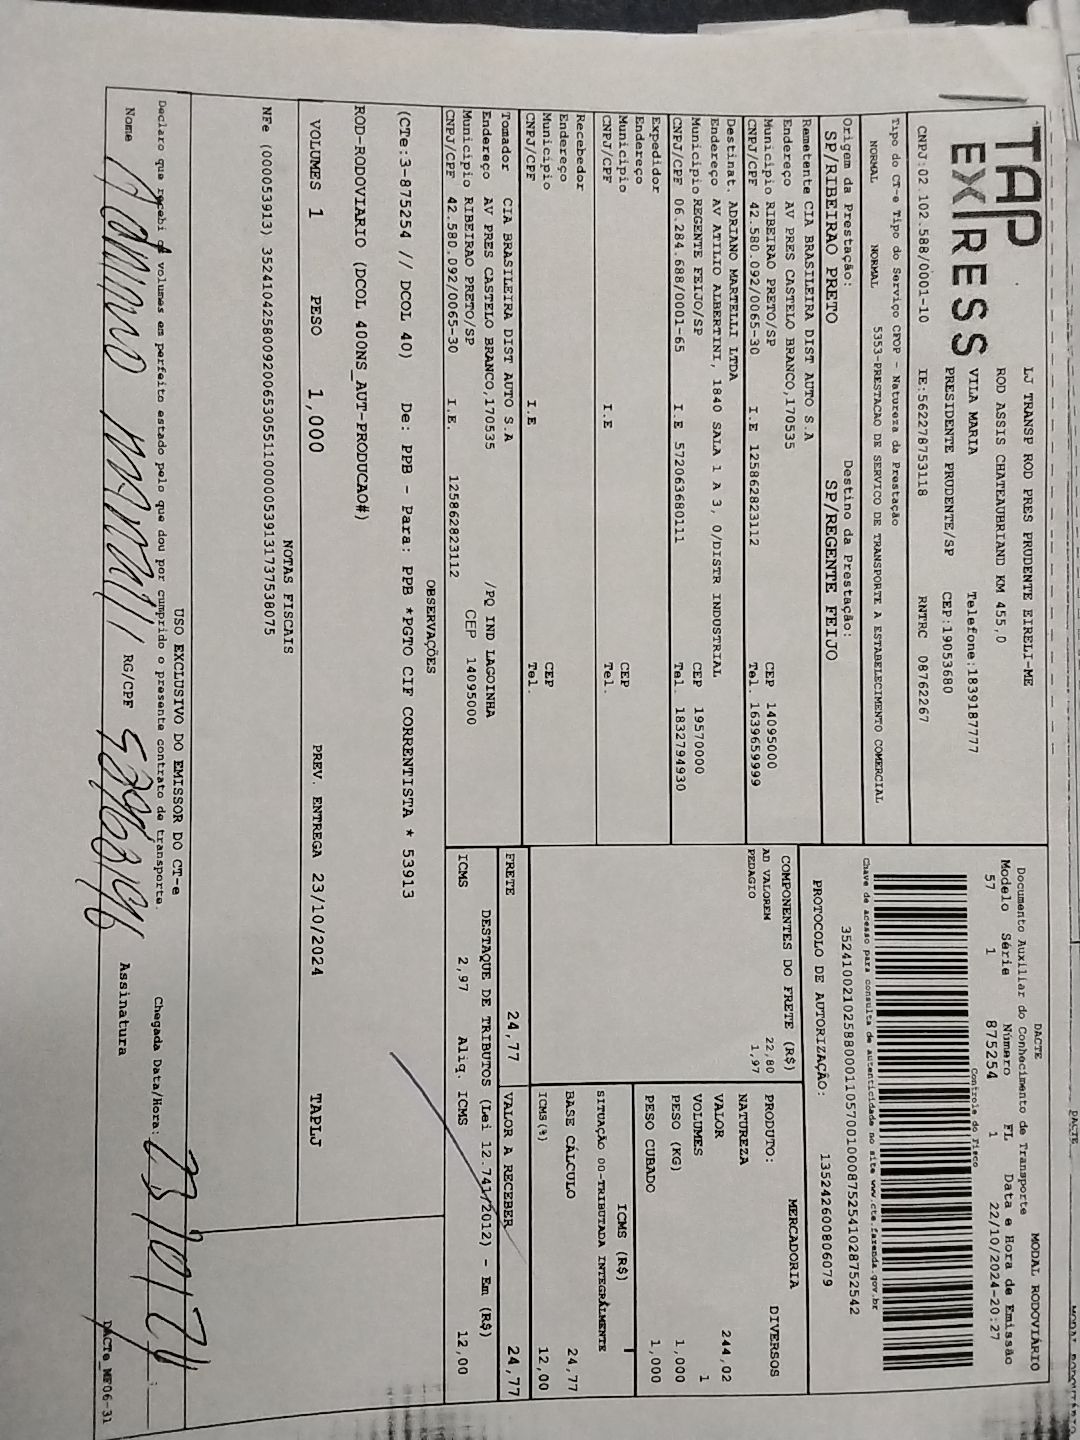 TAP
EXPRESS
LJ TRANSP ROD PRES PRUDENTE EIRELI-ME
ROD ASSIS CHATEAUBRIAND KM 455,0
VILA MARIA Telefone:1839187777
PRESIDENTE PRUDENTE/SP CEP:19053680
CNPJ:02.102.588/0001-10 IE:562278753118 RNTRC 08762267
Tipo do CT-e Tipo do Serviço CFOP - Natureza da Prestação
NORMAL NORMAL 5353-PRESTACAO DE SERVICO DE TRANSPORTE A ESTABELECIMENTO COMERCIAL
Origem da Prestação: Destino da Prestação:
SP/RIBEIRAO PRETO SP/REGENTE FEIJO
Remetente CIA BRASILEIRA DIST AUTO S.A
Endereço AV PRES CASTELO BRANCO,170535
Município RIBEIRAO PRETO/SP CEP 14095000
CNPJ/CPF 42.580.092/0065-30 I.E 125862823112 Tel. 1639659999
Destinat. ADRIANO MARTELLI LTDA
Endereço AV ATILIO ALBERTINI, 1840 SALA 1 A 3, 0/DISTR INDUSTRIAL
Município REGENTE FEIJO/SP CEP 19570000
CNPJ/CPF 06.284.688/0001-65 I.E 572063680111 Tel. 1832794930
Expedidor
Endereço
Município CEP
CNPJ/CPF I.E Tel.
Recebedor
Endereço
Município CEP
CNPJ/CPF I.E Tel.
Tomador CIA BRASILEIRA DIST AUTO S.A
Endereço AV PRES CASTELO BRANCO,170535 /PQ IND LAGOINHA
Município RIBEIRAO PRETO/SP CEP 14095000
CNPJ/CPF 42.580.092/0065-30 I.E. 125862823112
DACTE MODAL RODOVIÁRIO
Documento Auxiliar do Conhecimento de Transporte
Modelo Série Número FL Data e Hora de Emissão
57 1 875254 1 22/10/2024-20:27
Controle do Fisco
Chave de acesso para consulta de autenticidade no site www.cte.fazenda.gov.br
35241002102588000110570010008752541028752542
PROTOCOLO DE AUTORIZAÇÃO: 135242600806079
COMPONENTES DO FRETE (R$)
AD VALOREM 22,80
PEDAGIO 1,97
MERCADORIA
PRODUTO: DIVERSOS
NATUREZA
VALOR 244,02
VOLUMES 1
PESO (KG) 1,000
PESO CUBADO 1,000
ICMS (R$)
SITUAÇÃO 00-TRIBUTADA INTEGRALMENTE
BASE CÁLCULO 24,77
ICMS(%) 12,00
FRETE 24,77 VALOR A RECEBER 24,77
DESTAQUE DE TRIBUTOS (Lei 12.741/2012) - Em (R$)
ICMS 2,97 Aliq. ICMS 12,00
OBSERVAÇÕES
(CTe:3-875254 // DCOL 40) De: PPB - Para: PPB *PGTO CIF CORRENTISTA * 53913
ROD-RODOVIARIO (DCOL 400NS_AUT-PRODUCAO#)
VOLUMES 1 PESO 1,000 PREV. ENTREGA 23/10/2024 TAPLJ
NOTAS FISCAIS
NFe (000053913) 35241042580092006530551100000539131737538075
USO EXCLUSIVO DO EMISSOR DO CT-e
Declaro que recebi os volumes em perfeito estado pelo que dou por cumprido o presente contrato de transporte.
Chegada Data/Hora: 23/10/24
Nome Adriano Martelli RG/CPF Assinatura
DACTe_MF06-31